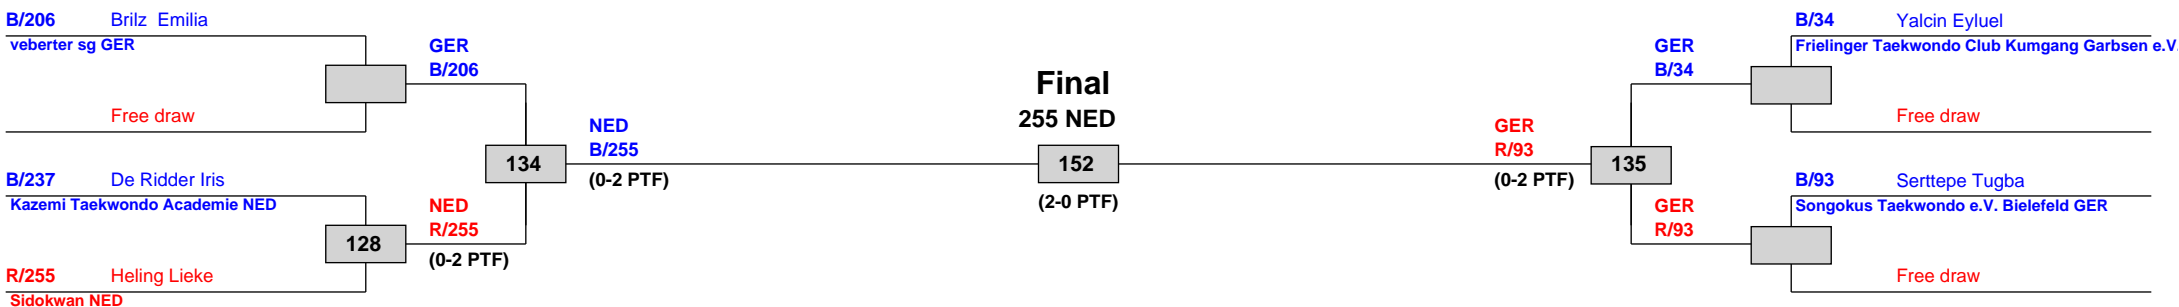 B/206 Brilz Emilia
veberter sg GER
Free draw
GER
B/206
B/237 De Ridder Iris
Kazemi Taekwondo Academie NED
R/255 Heling Lieke
Sidokwan NED
128
NED
R/255
(0-2 PTF)
134
NED
B/255
(0-2 PTF)
Final
255 NED
152
(2-0 PTF)
GER
R/93
(0-2 PTF)
135
GER
B/34
GER
R/93
B/34 Yalcin Eyluel
Frielinger Taekwondo Club Kumgang Garbsen e.V.
Free draw
B/93 Serttepe Tugba
Songokus Taekwondo e.V. Bielefeld GER
Free draw